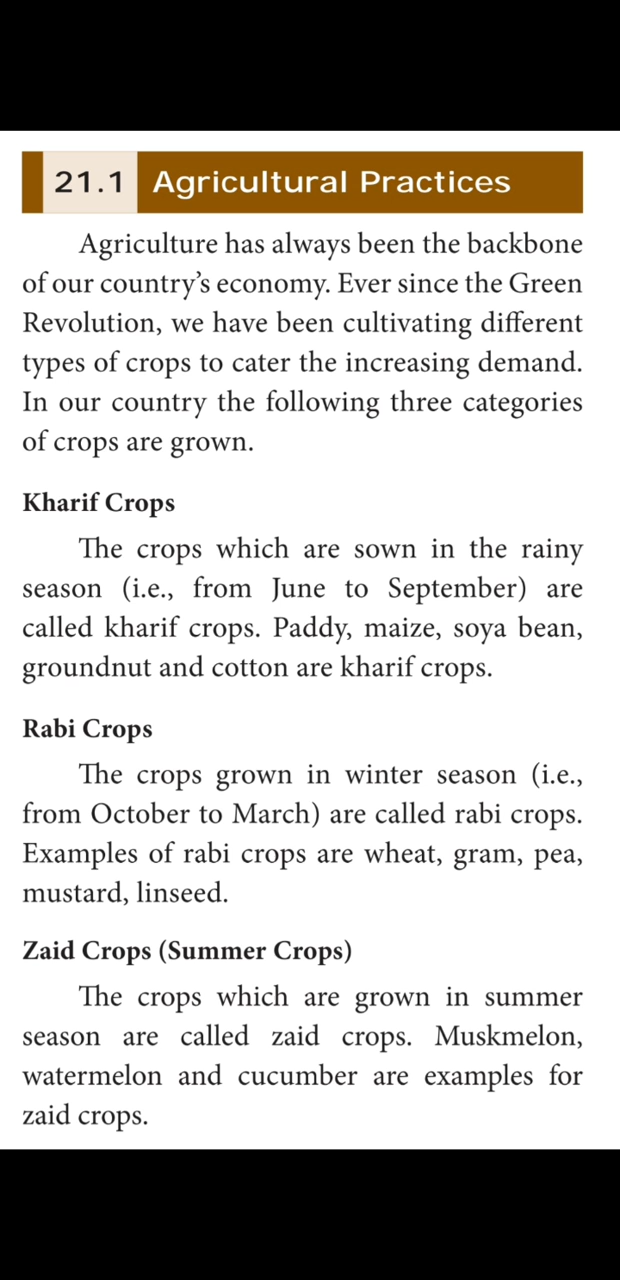 21.1 Agricultural Practices
Agriculture has always been the backbone
of our country’s economy. Ever since the Green
Revolution, we have been cultivating different
types of crops to cater the increasing demand.
In our country the following three categories
of crops are grown.
Kharif Crops
The crops which are sown in the rainy
season (i.e., from June to September) are
called kharif crops. Paddy, maize, soya bean,
groundnut and cotton are kharif crops.
Rabi Crops
The crops grown in winter season (i.e.,
from October to March) are called rabi crops.
Examples of rabi crops are wheat, gram, pea,
mustard, linseed.
Zaid Crops (Summer Crops)
The crops which are grown in summer
season are called zaid crops. Muskmelon,
watermelon and cucumber are examples for
zaid crops.